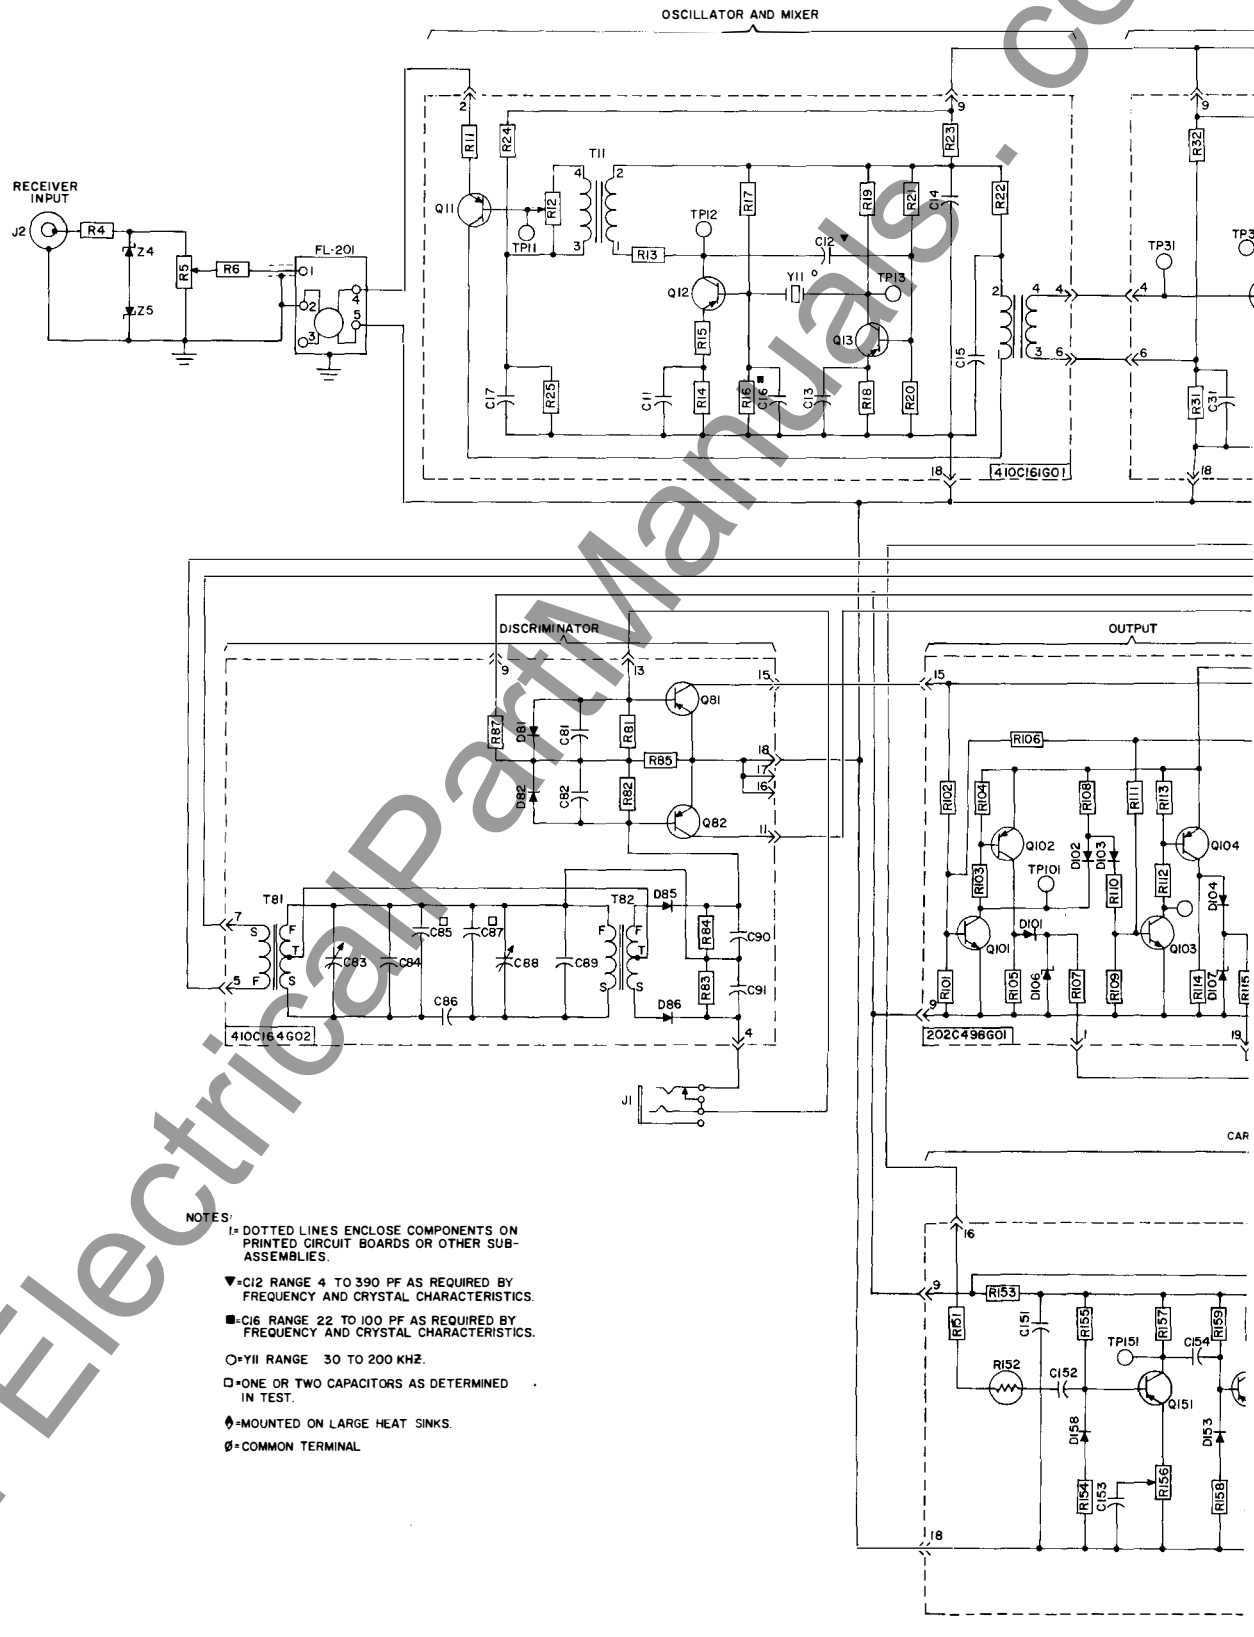 OSCILLATOR AND MIXER
2
9
9
R11
R24
R23
R32
T11
4
2
RECEIVER
INPUT
J2
R4
Z4
R5
R6
Z5
FL-201
1
2
3
4
5
Q11
R12
TP11
3
1
R13
R17
TP12
C12
R19
R21
C14
R22
Y11
TP13
TP31
TP3
Q12
R15
Q13
2
4
4
4
3
6
6
C15
C17
R25
C11
R14
R16
C16
C13
R18
R20
R31
C31
18
410C161G01
18
DISCRIMINATOR
OUTPUT
9
13
15
15
Q81
R87
D81
C81
R81
R85
18
17
16
D82
C82
R82
Q82
11
R106
R102
R104
R108
R111
R113
Q102
D102
D103
Q104
R103
TP101
R110
R112
D104
Q101
D101
Q103
R101
R105
D106
R107
R109
R114
D107
R115
9
202C498G01
1
19
T81
7
S
F
T
5
F
S
C85
C87
T82
D85
F
F
T
R84
C90
C83
C84
C88
C89
S
S
R83
C91
C86
D86
410C164G02
4
J1
CAR
16
9
R153
R151
C151
R155
R157
R159
TP151
C154
R152
C152
Q151
D158
D153
R154
C153
R156
R158
18
NOTES:
1= DOTTED LINES ENCLOSE COMPONENTS ON
PRINTED CIRCUIT BOARDS OR OTHER SUB-
ASSEMBLIES.
▼=C12 RANGE 4 TO 390 PF AS REQUIRED BY
FREQUENCY AND CRYSTAL CHARACTERISTICS.
■=C16 RANGE 22 TO 100 PF AS REQUIRED BY
FREQUENCY AND CRYSTAL CHARACTERISTICS.
○=Y11 RANGE 30 TO 200 KHZ.
□=ONE OR TWO CAPACITORS AS DETERMINED
IN TEST.
=MOUNTED ON LARGE HEAT SINKS.
Ø=COMMON TERMINAL
ElectricalPartManuals.co